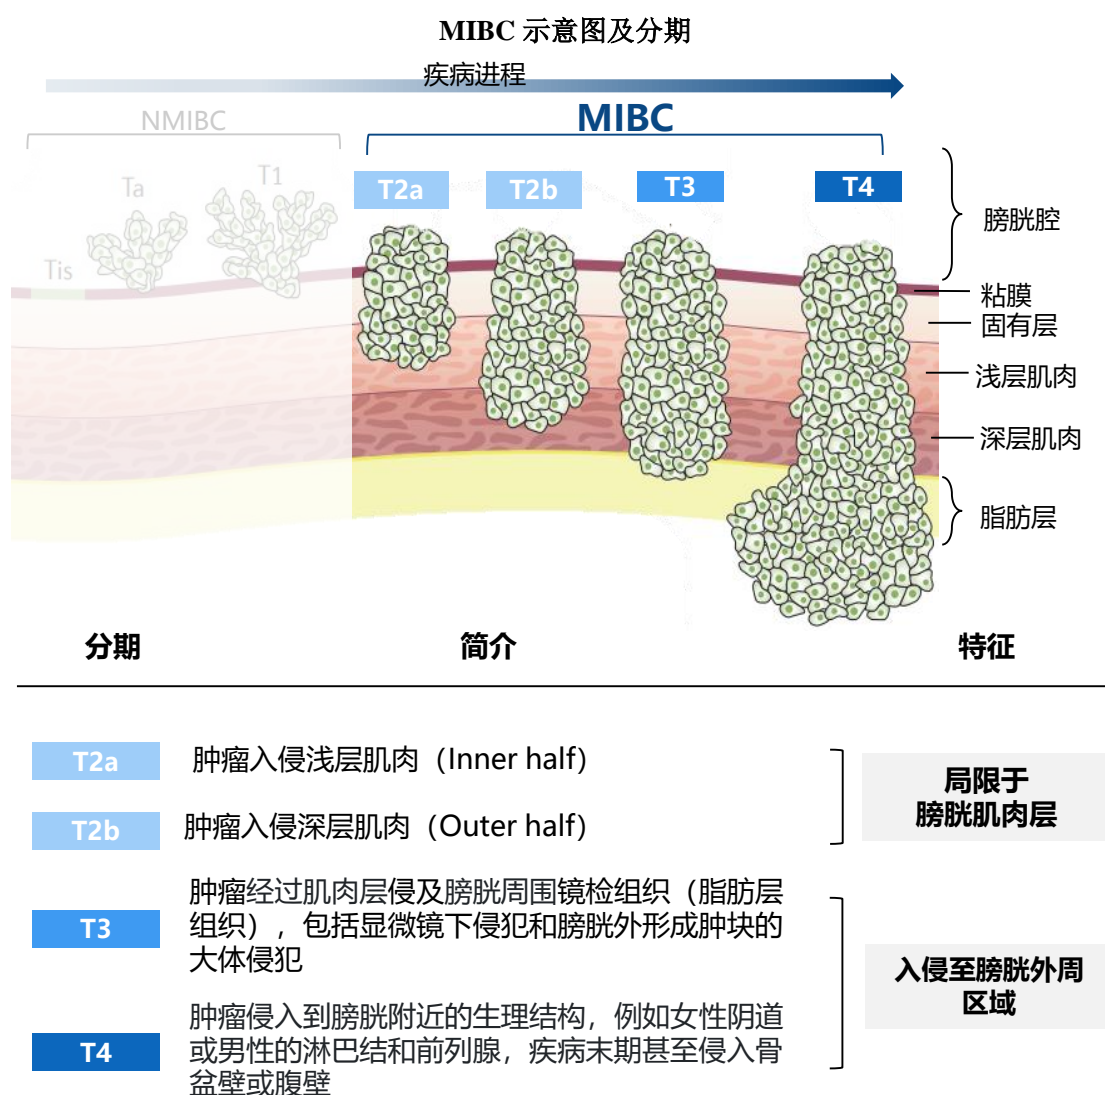 MIBC 示意图及分期
疾病进程
NMIBC
MIBC
Tis
Ta
T1
T2a
T2b
T3
T4
膀胱腔
粘膜
固有层
浅层肌肉
深层肌肉
脂肪层
分期
简介
特征
T2a
肿瘤入侵浅层肌肉（Inner half）
T2b
肿瘤入侵深层肌肉（Outer half）
局限于
膀胱肌肉层
T3
肿瘤经过肌肉层侵及膀胱周围镜检组织（脂肪层
组织），包括显微镜下侵犯和膀胱外形成肿块的
大体侵犯
T4
肿瘤侵入到膀胱附近的生理结构，例如女性阴道
或男性的淋巴结和前列腺，疾病末期甚至侵入骨
盆壁或腹壁
入侵至膀胱外周
区域